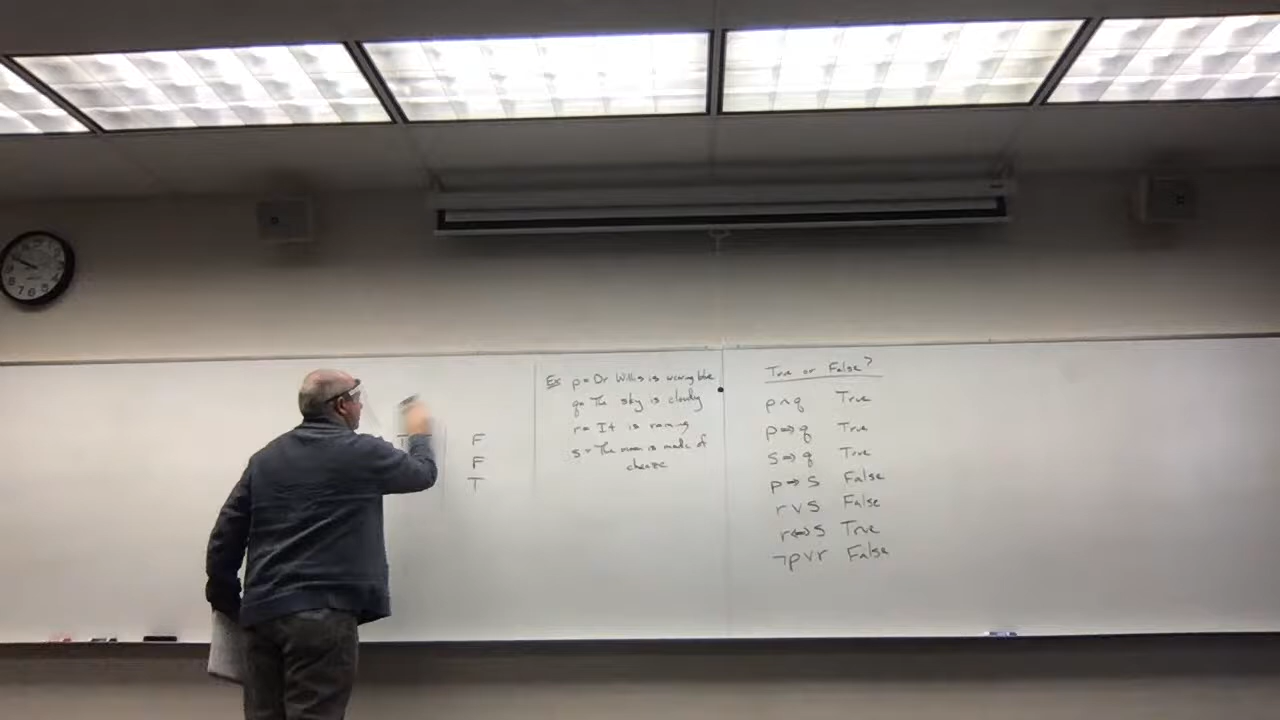 F
F
T
Ex p = Dr Willis is wearing blue
q = The sky is cloudy
r = It is raining
s = The moon is made of
cheese
True or False?
p ∧ q True
p ⇒ q True
s ⇒ q True
p ⇒ s False
r ∨ s False
r ⇔ s True
¬p ∨ r False